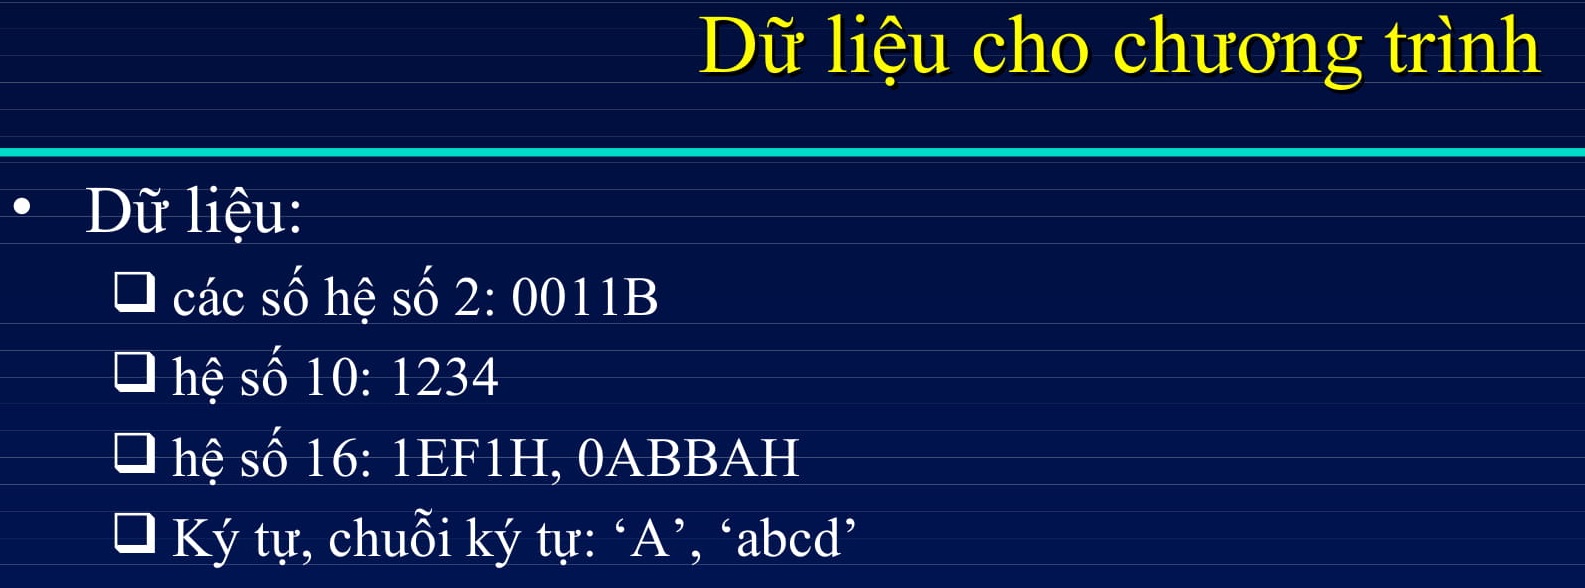 Dữ liệu cho chương trình
• Dữ liệu:
❑ các số hệ số 2: 0011B
❑ hệ số 10: 1234
❑ hệ số 16: 1EF1H, 0ABBAH
❑ Ký tự, chuỗi ký tự: ‘A’, ‘abcd’